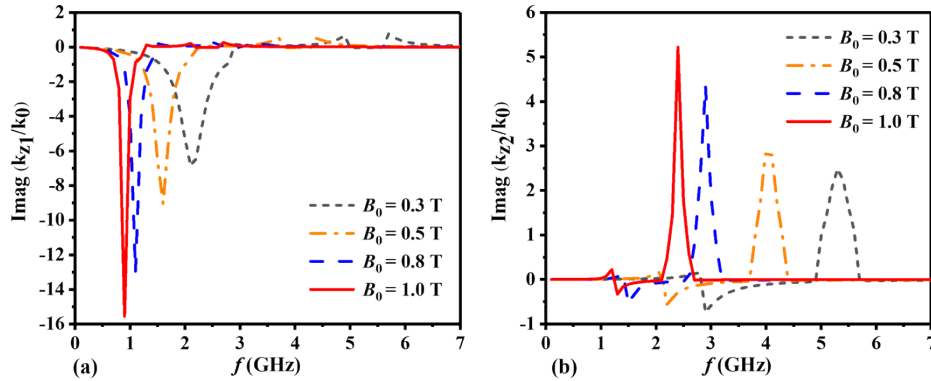 2
0
-2
-4
-6
-8
-10
-12
-14
-16
Imag (kz1/k0)
B0 = 0.3 T
B0 = 0.5 T
B0 = 0.8 T
B0 = 1.0 T
0 1 2 3 4 5 6 7
(a) f (GHz)
6
5
4
3
2
1
0
-1
Imag (kz2/k0)
B0 = 0.3 T
B0 = 0.5 T
B0 = 0.8 T
B0 = 1.0 T
0 1 2 3 4 5 6 7
(b) f (GHz)